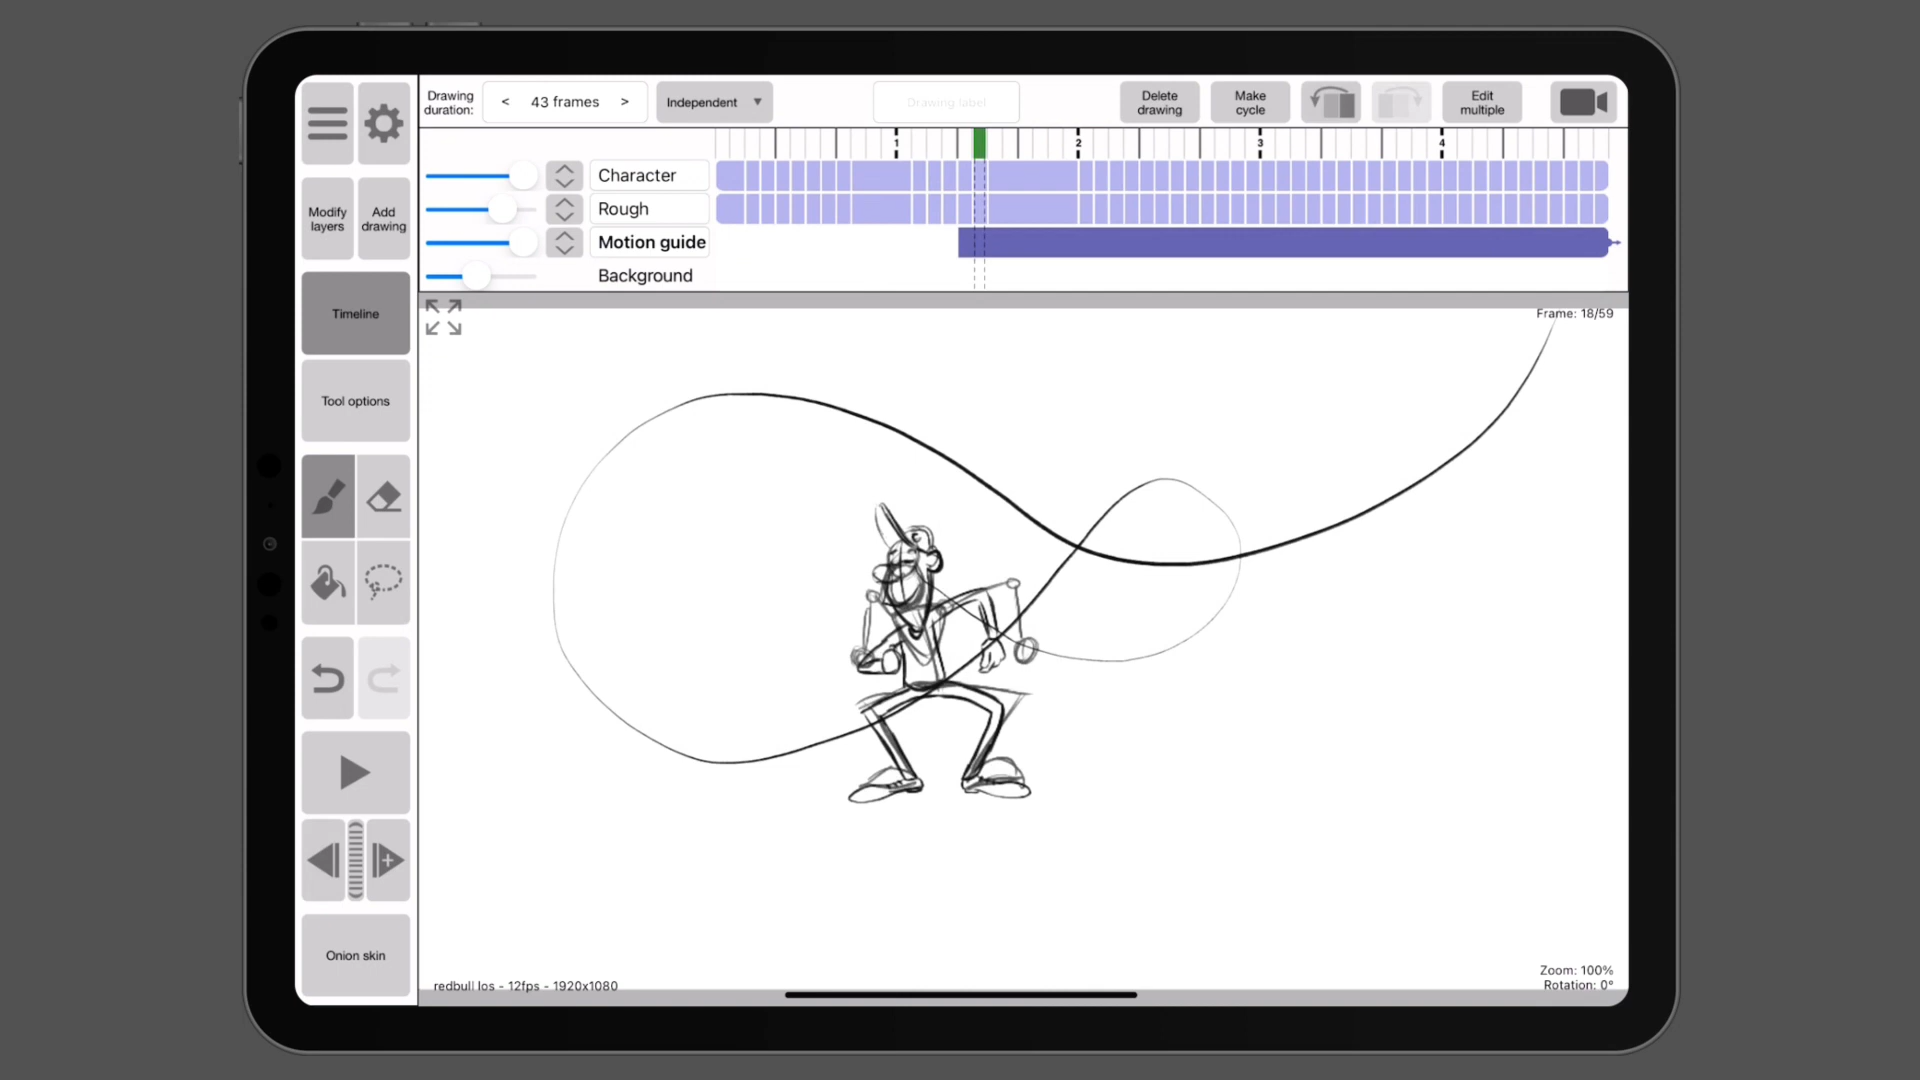 Drawing
duration:
< 43 frames >
Independent ▼
Drawing label
Delete
drawing
Make
cycle
Edit
multiple
1 2 3 4
Character
Rough
Motion guide
Background
Modify
layers
Add
drawing
Timeline
Tool options
Onion skin
Frame: 18/59
redbull los - 12fps - 1920x1080
Zoom: 100%
Rotation: 0°